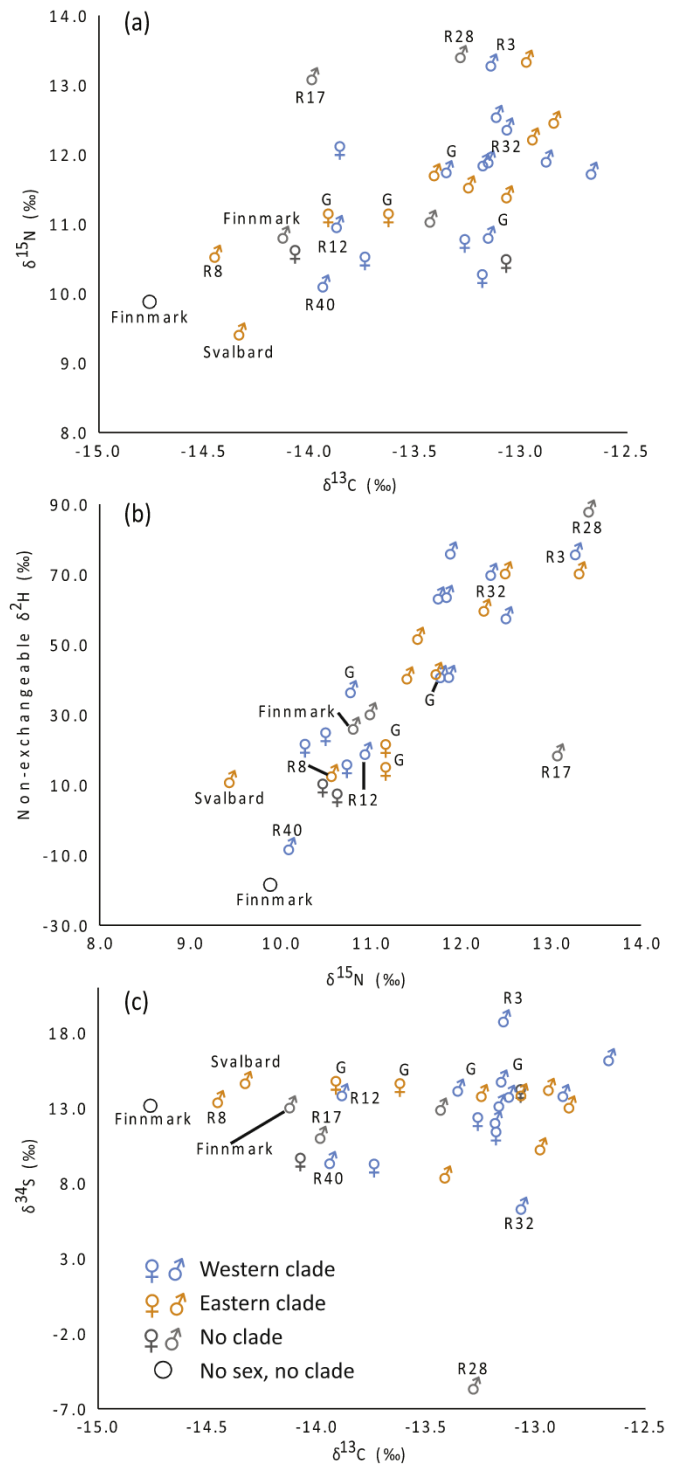 14.0
(a)
R28
R3
13.0
R17
12.0
G
R32
G
G
11.0
Finnmark
G
R12
R8
10.0
R40
Finnmark
Svalbard
9.0
8.0
δ15N (‰)
-15.0 -14.5 -14.0 -13.5 -13.0 -12.5
δ13C (‰)
90.0
(b)
R28
R3
70.0
R32
50.0
G
G
30.0
Finnmark
G
R8
G
R17
10.0
Svalbard
R12
R40
-10.0
Finnmark
-30.0
Non-exchangeable δ2H (‰)
8.0 9.0 10.0 11.0 12.0 13.0 14.0
δ15N (‰)
(c)
R3
18.0
Svalbard
G
G
G
G
R12
13.0
Finnmark
R8
R17
Finnmark
R40
8.0
R32
3.0
Western clade
Eastern clade
-2.0
No clade
R28
No sex, no clade
-7.0
δ34S (‰)
-15.0 -14.5 -14.0 -13.5 -13.0 -12.5
δ13C (‰)